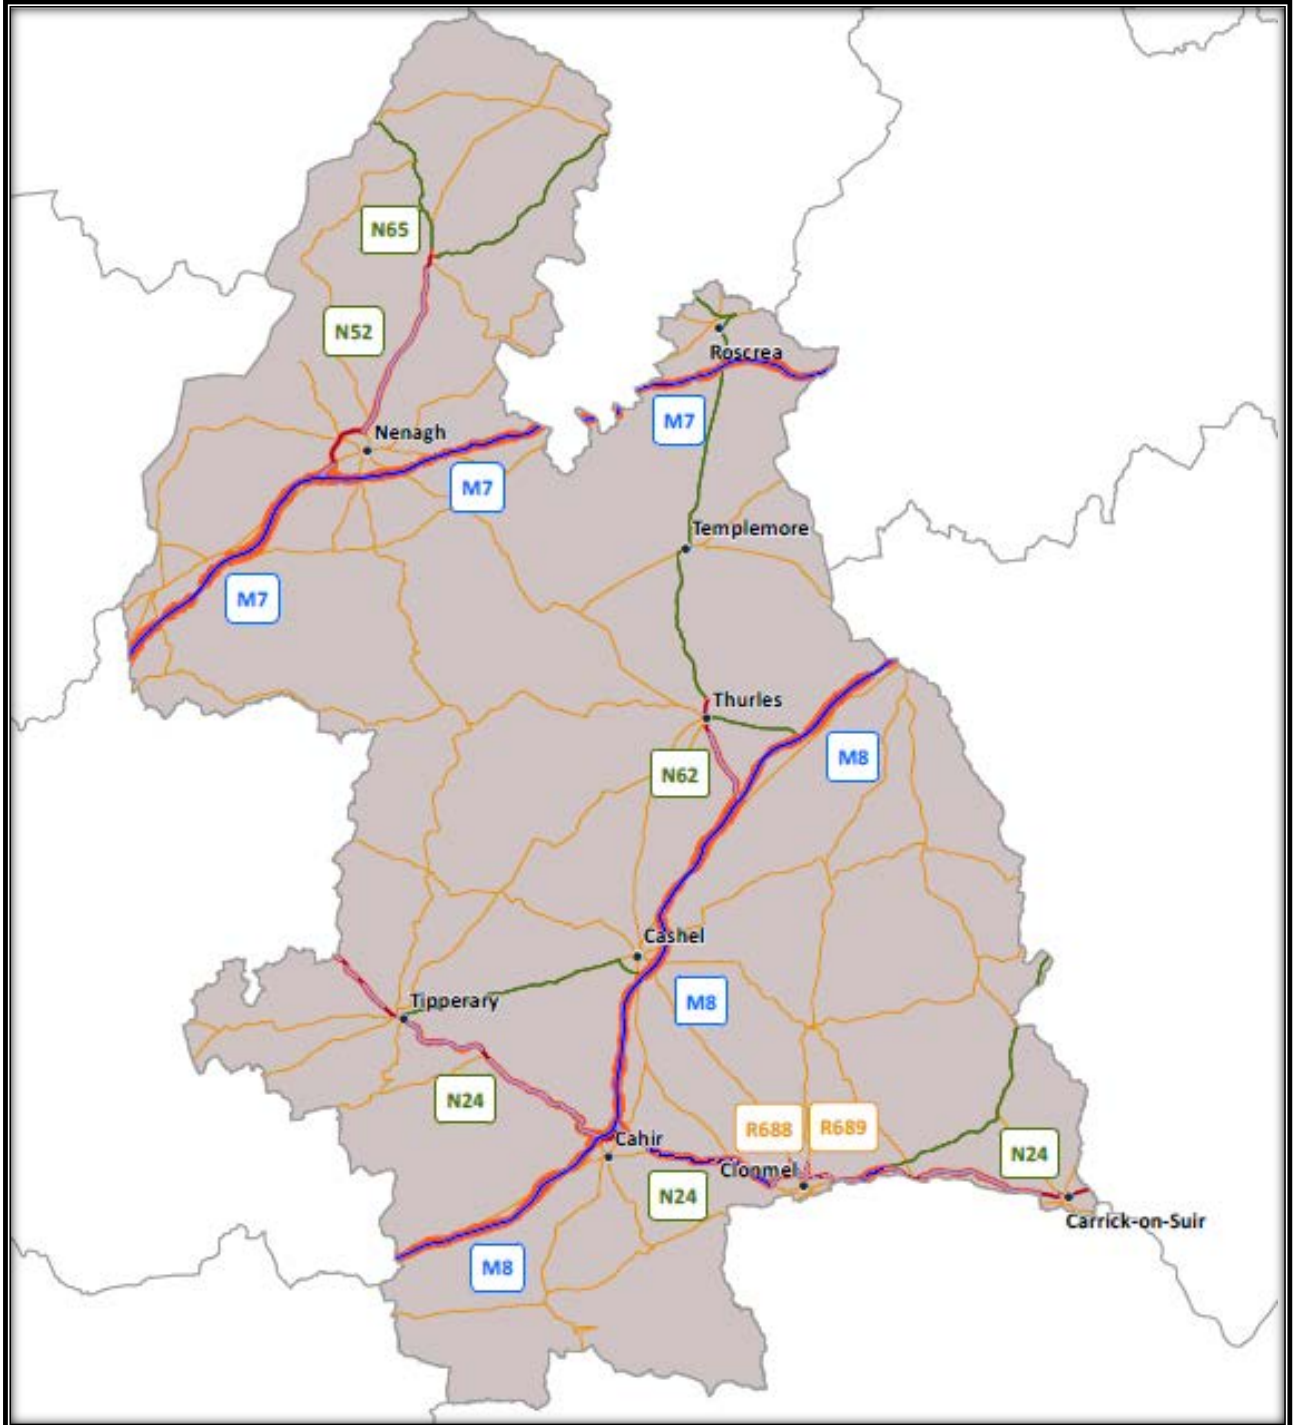 N65
N52
Roscrea
M7
Nenagh
M7
Templemore
M7
Thurles
M8
N62
Cashel
M8
Tipperary
N24
R688
R689
Cahir
N24
Clonmel
N24
Carrick-on-Suir
M8